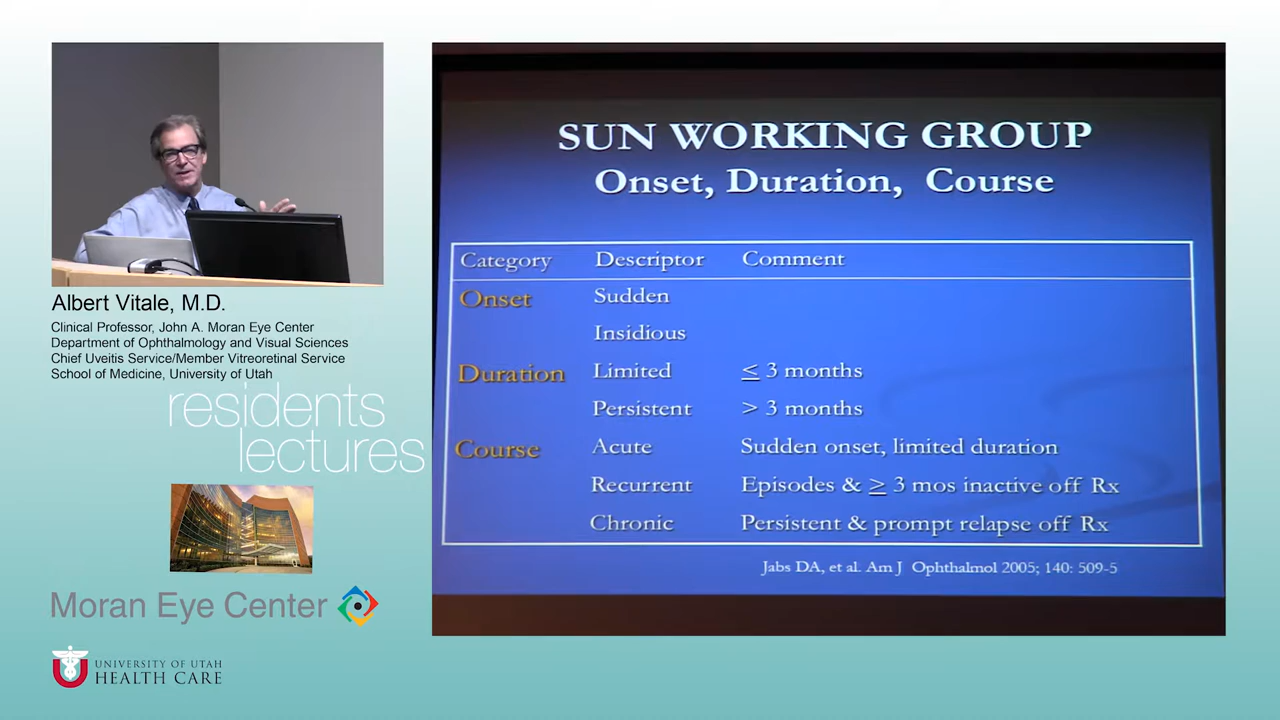 Albert Vitale, M.D.
Clinical Professor, John A. Moran Eye Center
Department of Ophthalmology and Visual Sciences
Chief Uveitis Service/Member Vitreoretinal Service
School of Medicine, University of Utah
residents
lectures
Moran Eye Center
UNIVERSITY OF UTAH
HEALTH CARE
SUN WORKING GROUP
Onset, Duration, Course
Category Descriptor Comment
Onset Sudden
Insidious
Duration Limited ≤ 3 months
Persistent > 3 months
Course Acute Sudden onset, limited duration
Recurrent Episodes & ≥ 3 mos inactive off Rx
Chronic Persistent & prompt relapse off Rx
Jabs DA, et al. Am J Ophthalmol 2005; 140: 509-5